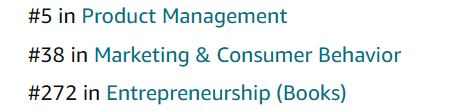 #5 in Product Management
#38 in Marketing & Consumer Behavior
#272 in Entrepreneurship (Books)